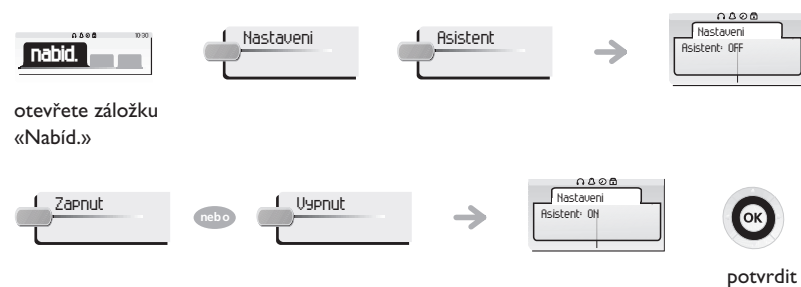 10:30
nabid.
Nastaveni
Asistent
Nastaveni
Asistent: OFF
otevřete záložku
«Nabíd.»
Zapnut
nebo
Vypnut
Nastaveni
Asistent: ON
OK
potvrdit